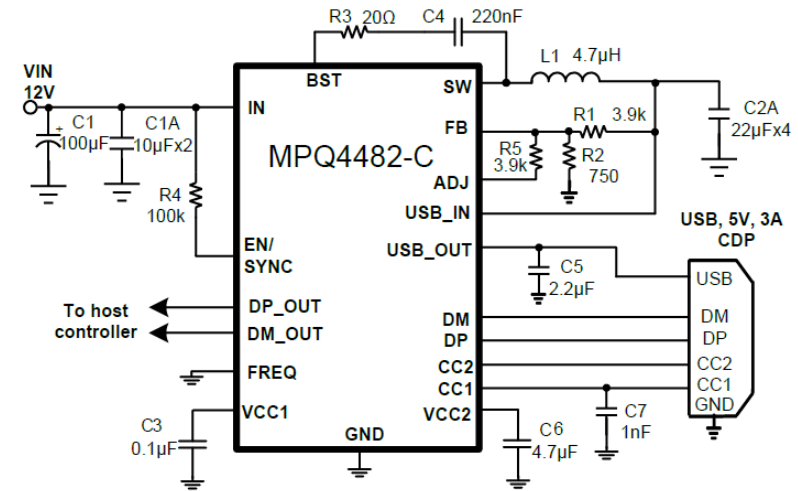 R3 20Ω C4 220nF
L1 4.7µH
VIN
12V
BST
SW
IN
C1
100µF
+
C1A
10µFx2
FB
R1 3.9k
C2A
22µFx4
MPQ4482-C
R5
3.9k
R2
750
ADJ
R4
100k
USB_IN
USB, 5V, 3A
CDP
EN/
SYNC
USB_OUT
C5
2.2µF
USB
To host
controller
DP_OUT
DM_OUT
DM
DP
CC2
CC1
DM
DP
CC2
CC1
GND
FREQ
VCC1
VCC2
C3
0.1µF
GND
C6
4.7µF
C7
1nF